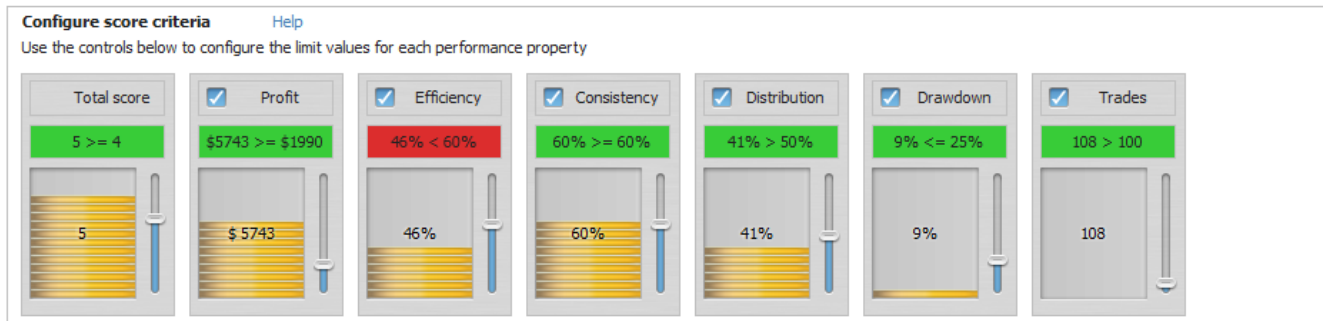 Configure score criteria Help
Use the controls below to configure the limit values for each performance property
Total score Profit Efficiency Consistency Distribution Drawdown Trades
5 >= 4 $5743 >= $1990 46% < 60% 60% >= 60% 41% > 50% 9% <= 25% 108 > 100
5 $ 5743 46% 60% 41% 9% 108